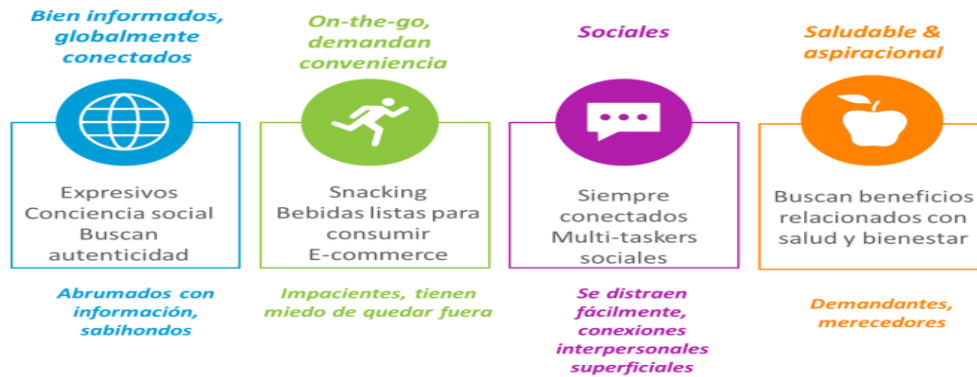 Bien informados,
globalmente
conectados
Expresivos
Conciencia social
Buscan
autenticidad
Abrumados con
información,
sabihondos
On-the-go,
demandan
conveniencia
Snacking
Bebidas listas para
consumir
E-commerce
Impacientes, tienen
miedo de quedar fuera
Sociales
Siempre
conectados
Multi-taskers
sociales
Se distraen
fácilmente,
conexiones
interpersonales
superficiales
Saludable &
aspiracional
Buscan beneficios
relacionados con
salud y bienestar
Demandantes,
merecedores